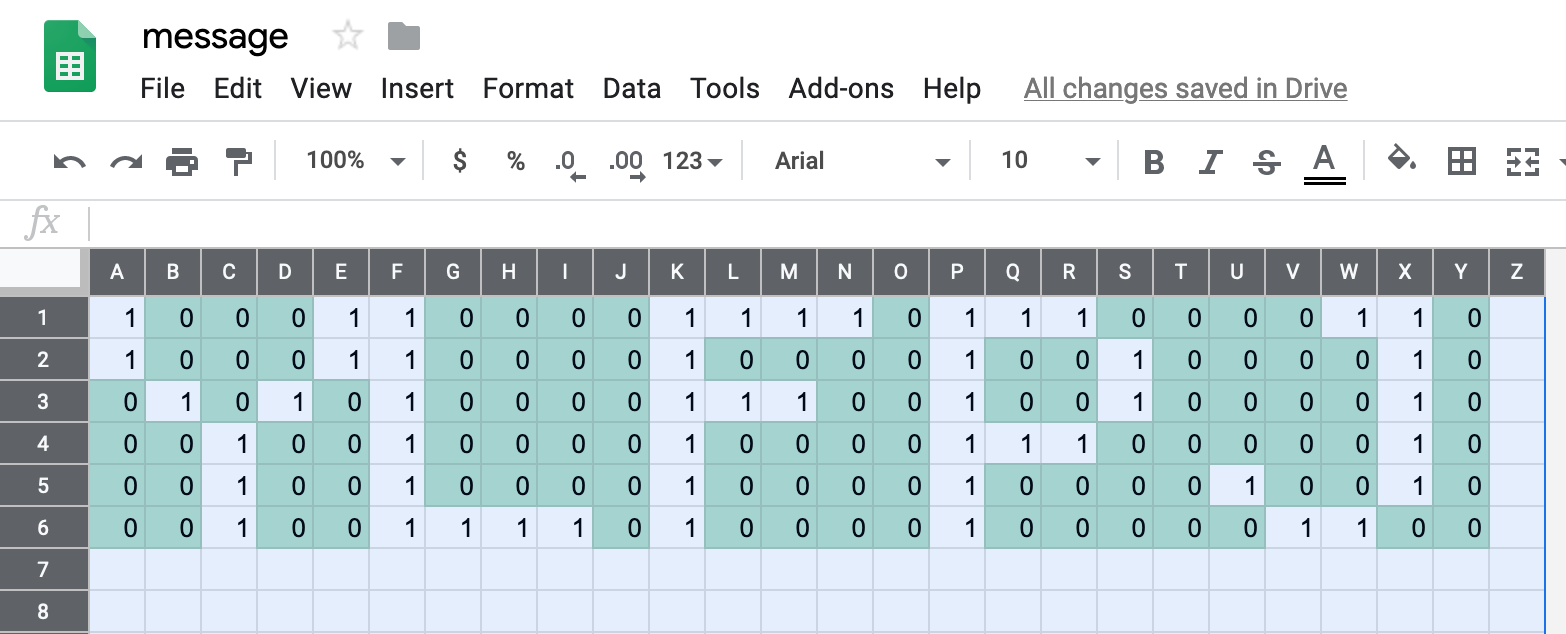 message
File Edit View Insert Format Data Tools Add-ons Help All changes saved in Drive
100% $ % .0 .00 123 Arial 10 B I S A
fx
A B C D E F G H I J K L M N O P Q R S T U V W X Y Z
1 1 0 0 0 1 1 0 0 0 0 1 1 1 1 0 1 1 1 0 0 0 0 1 1 0
2 1 0 0 0 1 1 0 0 0 0 1 0 0 0 0 1 0 0 1 0 0 0 0 1 0
3 0 1 0 1 0 1 0 0 0 0 1 1 1 0 0 1 0 0 1 0 0 0 0 1 0
4 0 0 1 0 0 1 0 0 0 0 1 0 0 0 0 1 1 1 0 0 0 0 0 1 0
5 0 0 1 0 0 1 0 0 0 0 1 0 0 0 0 1 0 0 0 0 1 0 0 1 0
6 0 0 1 0 0 1 1 1 1 0 1 0 0 0 0 1 0 0 0 0 0 1 1 0 0
7
8